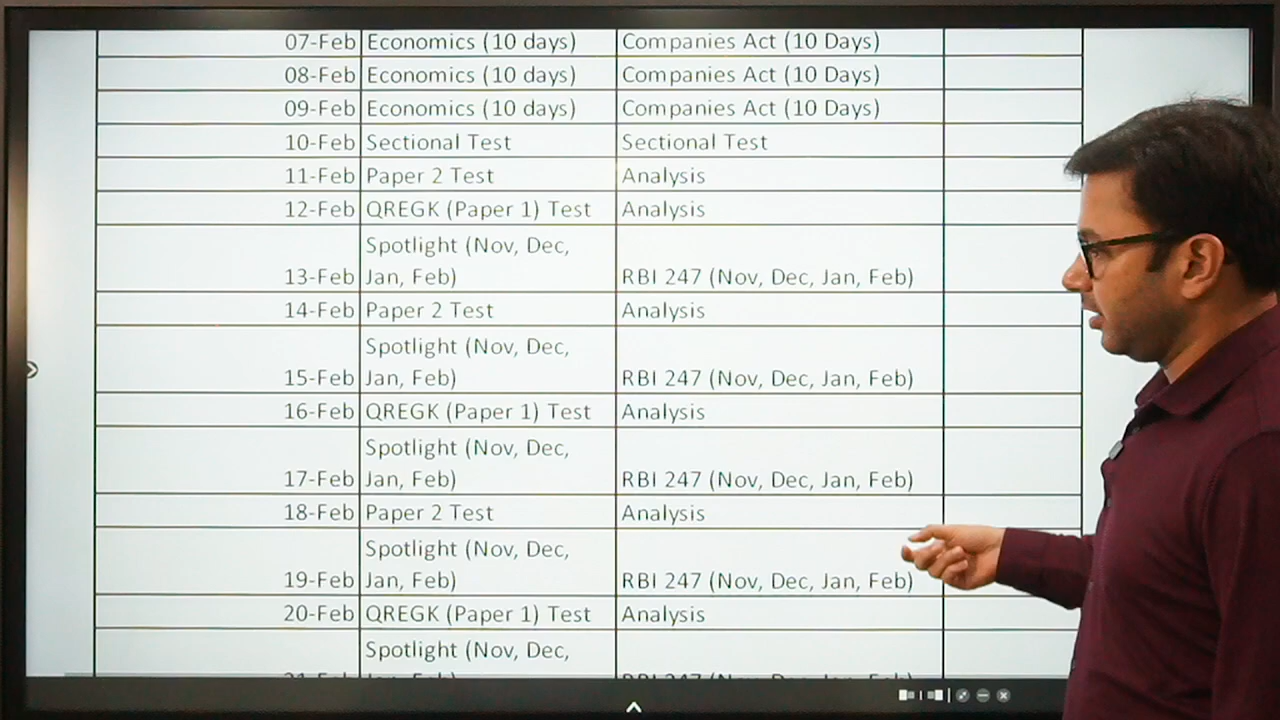 07-Feb Economics (10 days) Companies Act (10 Days)
08-Feb Economics (10 days) Companies Act (10 Days)
09-Feb Economics (10 days) Companies Act (10 Days)
10-Feb Sectional Test Sectional Test
11-Feb Paper 2 Test Analysis
12-Feb QREGK (Paper 1) Test Analysis
Spotlight (Nov, Dec,
13-Feb Jan, Feb) RBI 247 (Nov, Dec, Jan, Feb)
14-Feb Paper 2 Test Analysis
Spotlight (Nov, Dec,
15-Feb Jan, Feb) RBI 247 (Nov, Dec, Jan, Feb)
16-Feb QREGK (Paper 1) Test Analysis
Spotlight (Nov, Dec,
17-Feb Jan, Feb) RBI 247 (Nov, Dec, Jan, Feb)
18-Feb Paper 2 Test Analysis
Spotlight (Nov, Dec,
19-Feb Jan, Feb) RBI 247 (Nov, Dec, Jan, Feb)
20-Feb QREGK (Paper 1) Test Analysis
Spotlight (Nov, Dec,